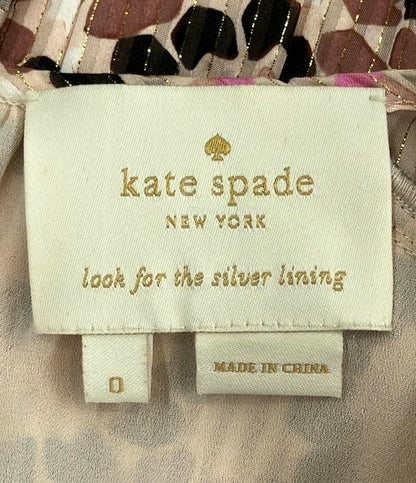 kate spade
NEW YORK
look for the silver lining
0
MADE IN CHINA